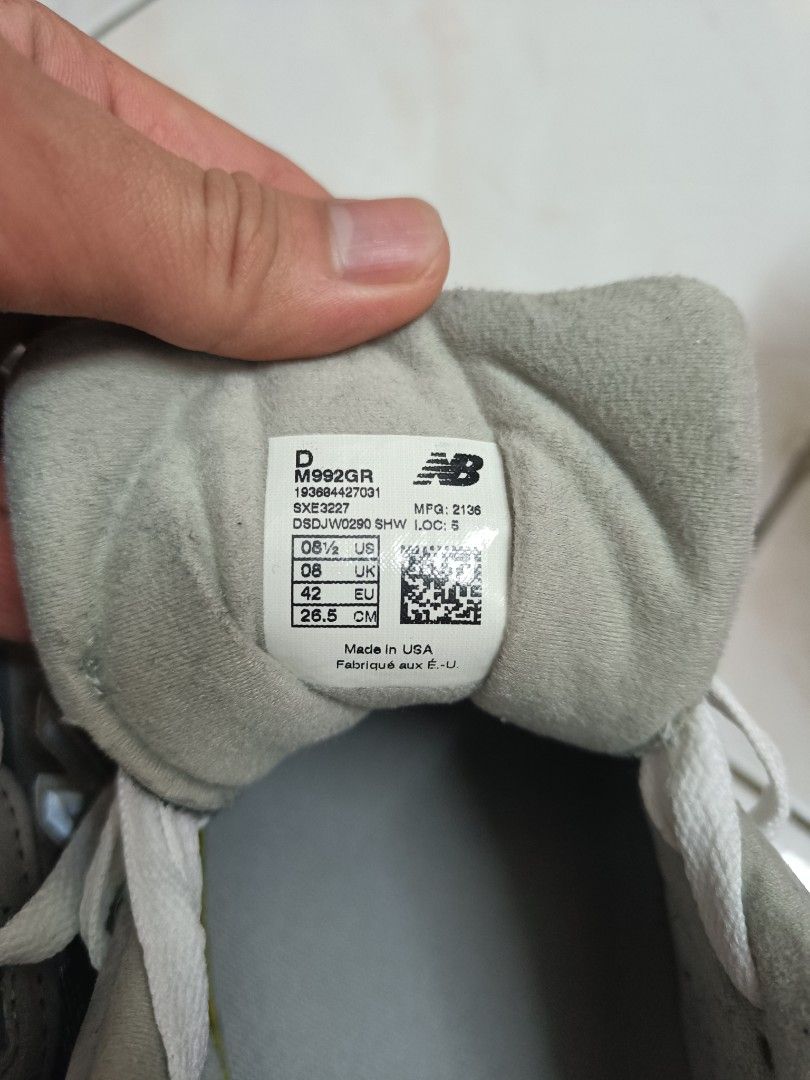 D
M992GR
NB
193684427031
SXE3227
MFG: 2136
DSDJW0290 SHW LOC: 5
08½ US
08 UK
42 EU
26.5 CM
Made in USA
Fabriqué aux É.-U.